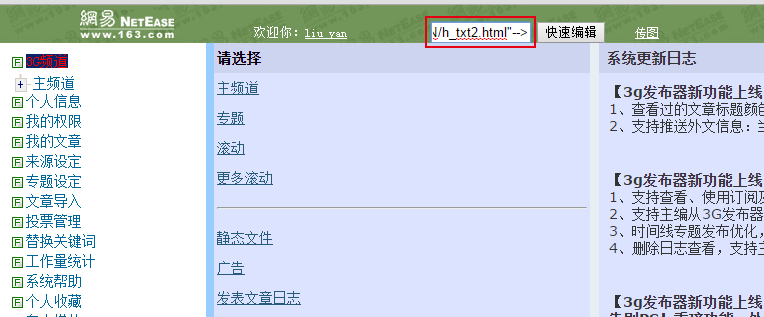 網易 NETEASE
www.163.com
欢迎你: liu yan
/h_txt2.html"-->
快速编辑
传图
3G频道
主频道
个人信息
我的权限
我的文章
来源设定
专题设定
文章导入
投票管理
替换关键词
工作量统计
系统帮助
个人收藏
请选择
主频道
专题
滚动
更多滚动
静态文件
广告
发表文章日志
系统更新日志
【3g发布器新功能上线
1、查看过的文章标题颜色
2、支持推送外文信息: 
【3g发布器新功能上线
1、支持查看、使用订阅及
2、支持主编从3G发布器
3、时间线专题发布优化,
4、删除日志查看, 支持主
【3g发布器新功能上线